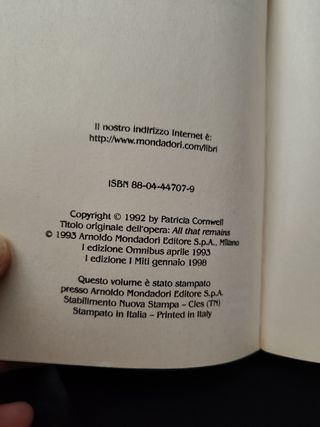 Il nostro indirizzo Internet è:
http://www.mondadori.com/libri
ISBN 88-04-44707-9
Copyright © 1992 by Patricia Cornwell
Titolo originale dell'opera: All that remains
© 1993 Arnoldo Mondadori Editore S.p.A., Milano
I edizione Omnibus aprile 1993
I edizione I Miti gennaio 1998
Questo volume è stato stampato
presso Arnoldo Mondadori Editore S.p.A.
Stabilimento Nuova Stampa – Cles (TN)
Stampato in Italia – Printed in Italy